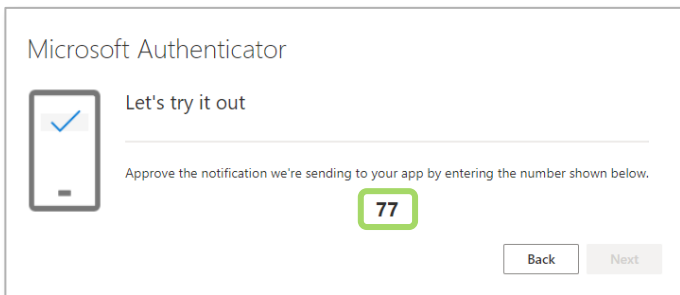 Microsoft Authenticator
Let's try it out
Approve the notification we're sending to your app by entering the number shown below.
77
Back Next